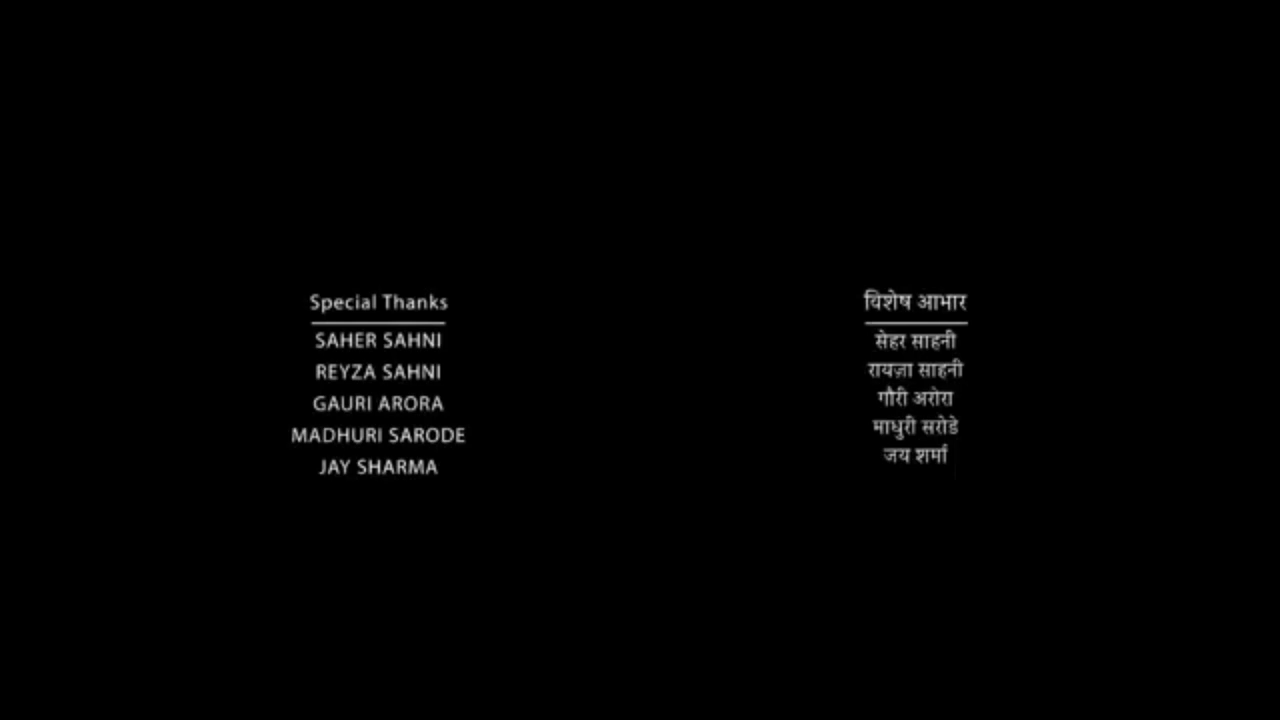 Special Thanks
SAHER SAHNI
REYZA SAHNI
GAURI ARORA
MADHURI SARODE
JAY SHARMA
विशेष आभार
सेहर साहनी
रायज़ा साहनी
गौरी अरोरा
माधुरी सरोडे
जय शर्मा